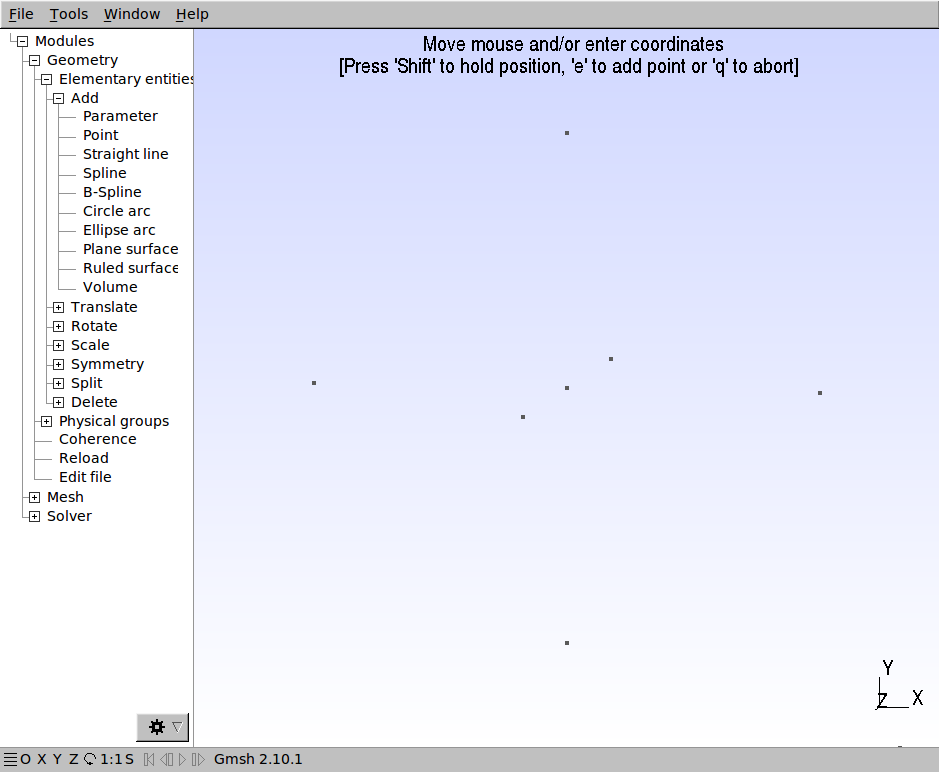 File Tools Window Help
Modules
Geometry
Elementary entities
Add
Parameter
Point
Straight line
Spline
B-Spline
Circle arc
Ellipse arc
Plane surface
Ruled surface
Volume
Translate
Rotate
Scale
Symmetry
Split
Delete
Physical groups
Coherence
Reload
Edit file
Mesh
Solver
Move mouse and/or enter coordinates
[Press 'Shift' to hold position, 'e' to add point or 'q' to abort]
Y
Z X
O X Y Z 1:1 S Gmsh 2.10.1